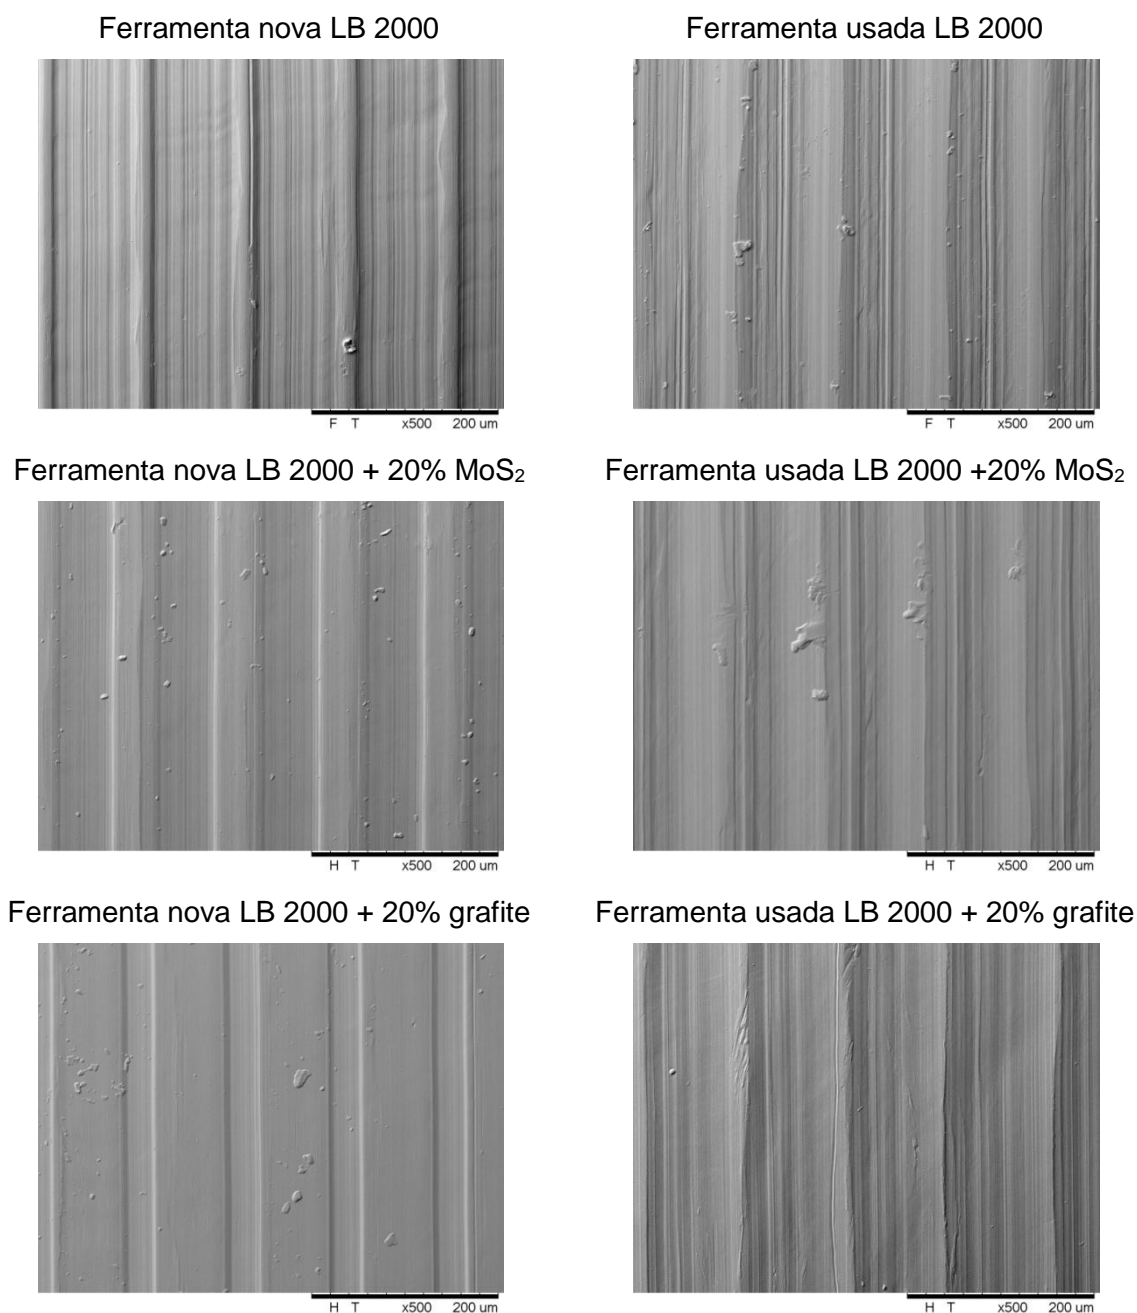 Ferramenta nova LB 2000
Ferramenta usada LB 2000
F T x500 200 um
F T x500 200 um
Ferramenta nova LB 2000 + 20% MoS₂
Ferramenta usada LB 2000 +20% MoS₂
H T x500 200 um
H T x500 200 um
Ferramenta nova LB 2000 + 20% grafite
Ferramenta usada LB 2000 + 20% grafite
H T x500 200 um
H T x500 200 um